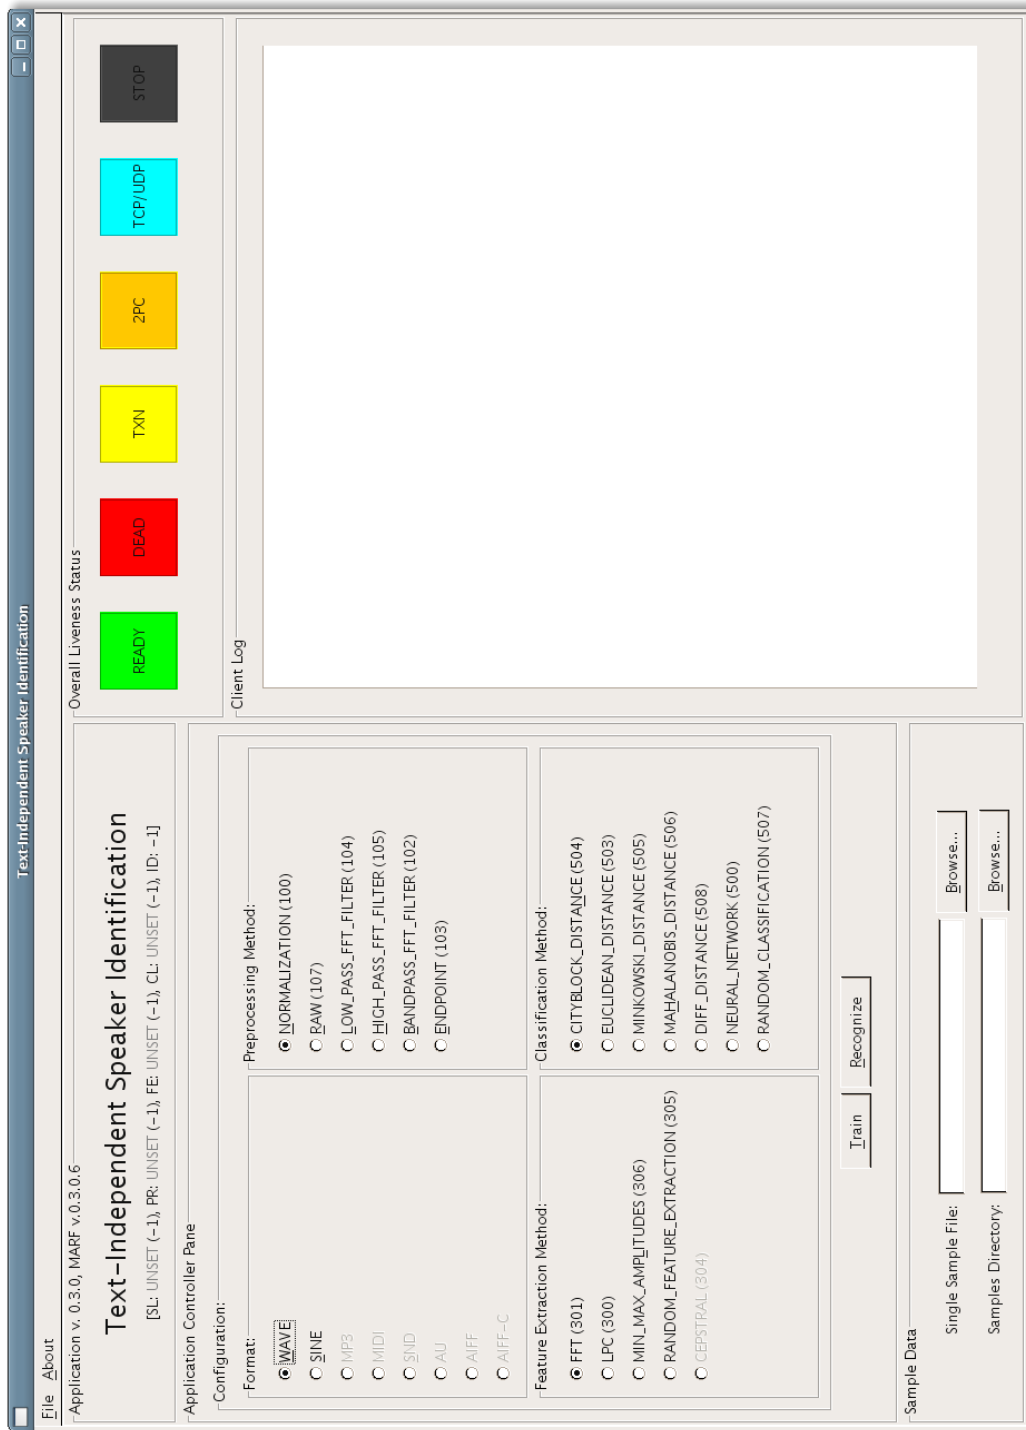 Text-Independent Speaker Identification
File About
Application v. 0.3.0, MARF v.0.3.0.6
Text-Independent Speaker Identification
[SL: UNSET (-1), PR: UNSET (-1), FE: UNSET (-1), CL: UNSET (-1), ID: -1]
Application Controller Pane
Configuration:
Format:
WAVE
SINE
MP3
MIDI
SND
AU
AIFF
AIFF-C
Preprocessing Method:
NORMALIZATION (100)
RAW (107)
LOW_PASS_FFT_FILTER (104)
HIGH_PASS_FFT_FILTER (105)
BANDPASS_FFT_FILTER (102)
ENDPOINT (103)
Feature Extraction Method:
FFT (301)
LPC (300)
MIN_MAX_AMPLITUDES (306)
RANDOM_FEATURE_EXTRACTION (305)
CEPSTRAL (304)
Classification Method:
CITYBLOCK_DISTANCE (504)
EUCLIDEAN_DISTANCE (503)
MINKOWSKI_DISTANCE (505)
MAHALANOBIS_DISTANCE (506)
DIFF_DISTANCE (508)
NEURAL_NETWORK (500)
RANDOM_CLASSIFICATION (507)
Train Recognize
Sample Data
Single Sample File: Browse...
Samples Directory: Browse...
Overall Liveness Status
READY DEAD TXN 2PC TCP/UDP STOP
Client Log